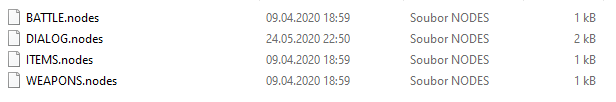 BATTLE.nodes 09.04.2020 18:59 Soubor NODES 1 kB
DIALOG.nodes 24.05.2020 22:50 Soubor NODES 2 kB
ITEMS.nodes 09.04.2020 18:59 Soubor NODES 1 kB
WEAPONS.nodes 09.04.2020 18:59 Soubor NODES 1 kB